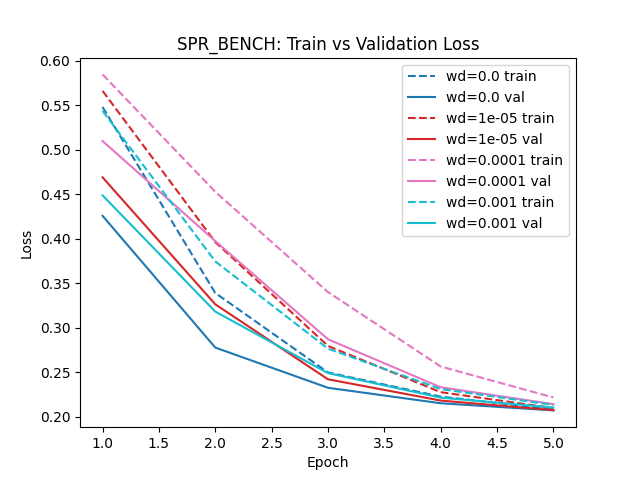 SPR_BENCH: Train vs Validation Loss
0.60
0.55
0.50
0.45
0.40
0.35
0.30
0.25
0.20
Loss
wd=0.0 train
wd=0.0 val
wd=1e-05 train
wd=1e-05 val
wd=0.0001 train
wd=0.0001 val
wd=0.001 train
wd=0.001 val
1.0 1.5 2.0 2.5 3.0 3.5 4.0 4.5 5.0
Epoch